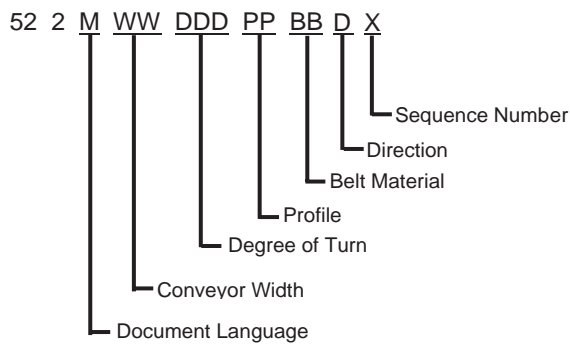 52 2 M WW DDD PP BB D X
Sequence Number
Direction
Belt Material
Profile
Degree of Turn
Conveyor Width
Document Language